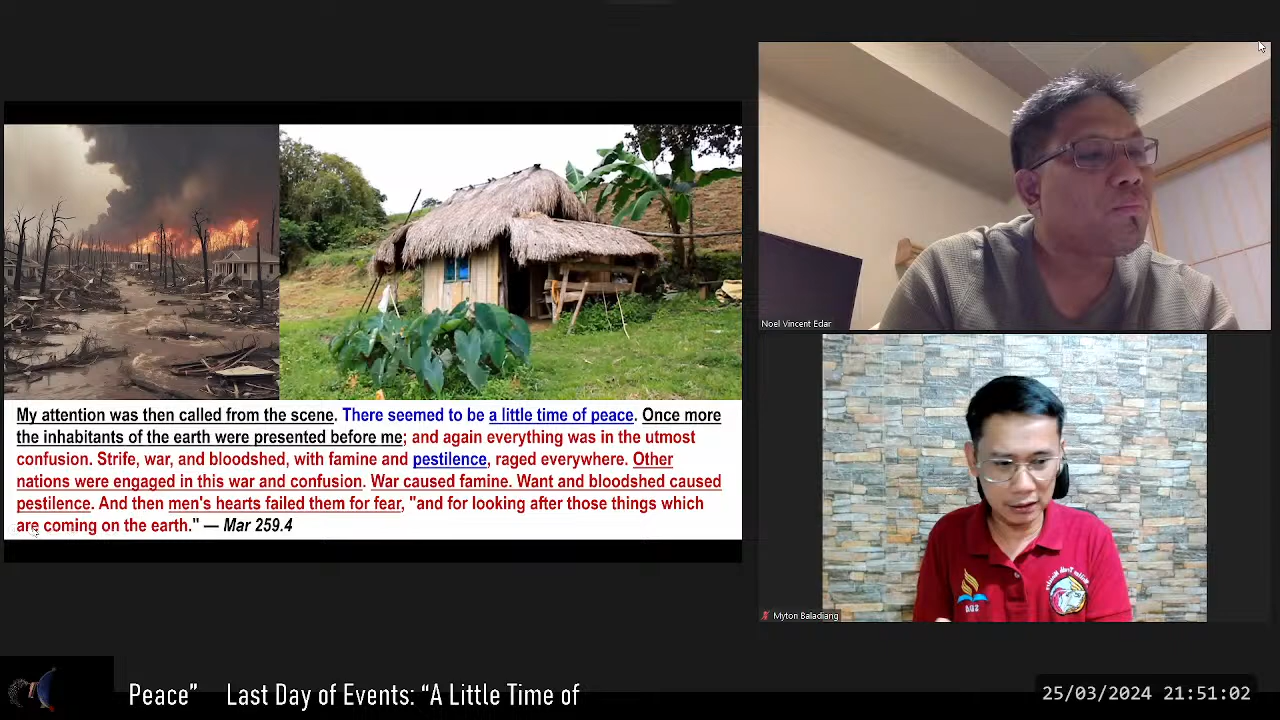 My attention was then called from the scene. There seemed to be a little time of peace. Once more
the inhabitants of the earth were presented before me; and again everything was in the utmost
confusion. Strife, war, and bloodshed, with famine and pestilence, raged everywhere. Other
nations were engaged in this war and confusion. War caused famine. Want and bloodshed caused
pestilence. And then men's hearts failed them for fear, "and for looking after those things which
are coming on the earth." — Mar 259.4
Noel Vincent Edar
Myton Baladiang
Peace” Last Day of Events: “A Little Time of
25/03/2024 21:51:02